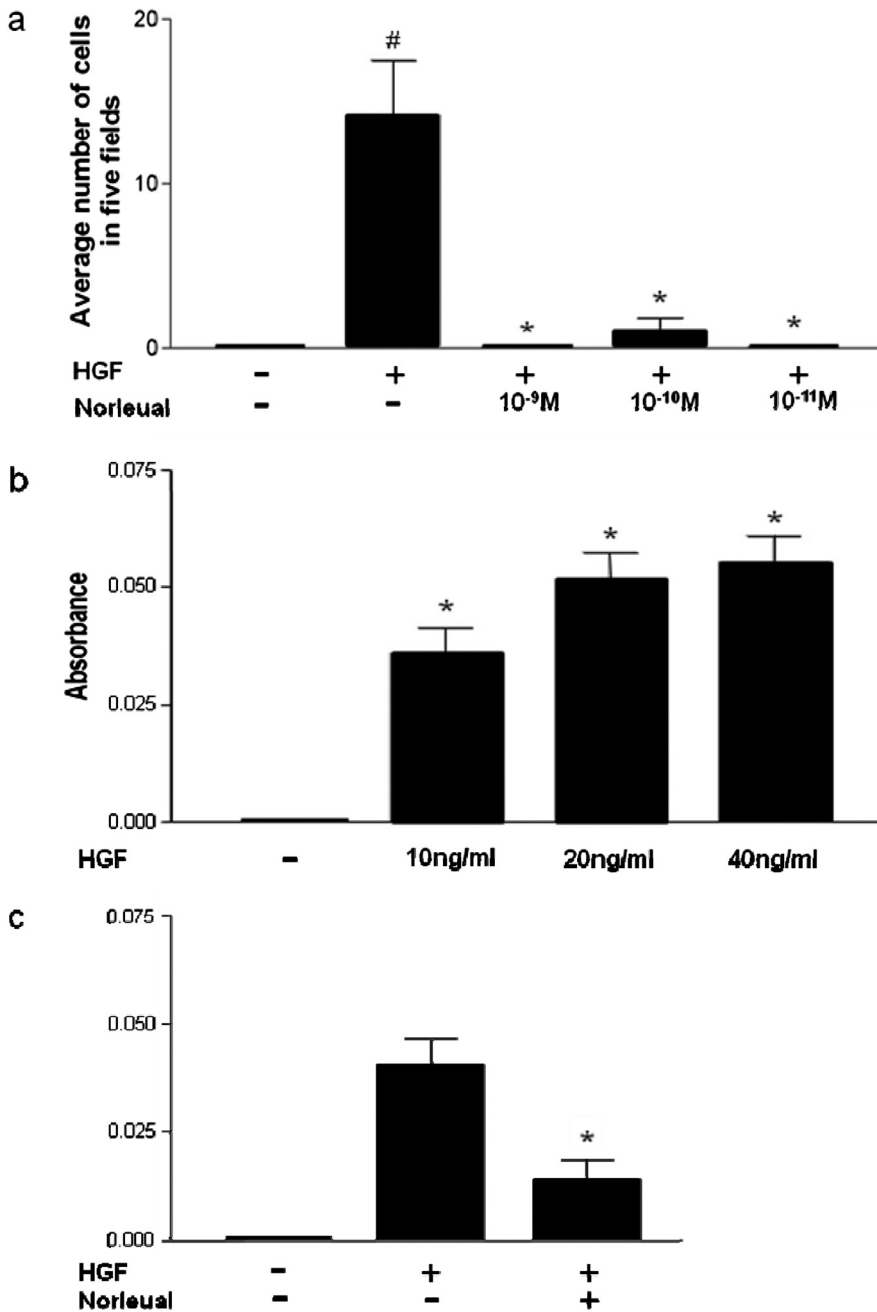 a
Average number of cells
in five fields
20
10
0
#
*
*
*
HGF - + + + +
Norleual - - 10⁻⁹M 10⁻¹⁰M 10⁻¹¹M
b
Absorbance
0.075
0.050
0.025
0.000
*
*
*
HGF - 10ng/ml 20ng/ml 40ng/ml
c
0.075
0.050
0.025
0.000
*
HGF - + +
Norleual - - +